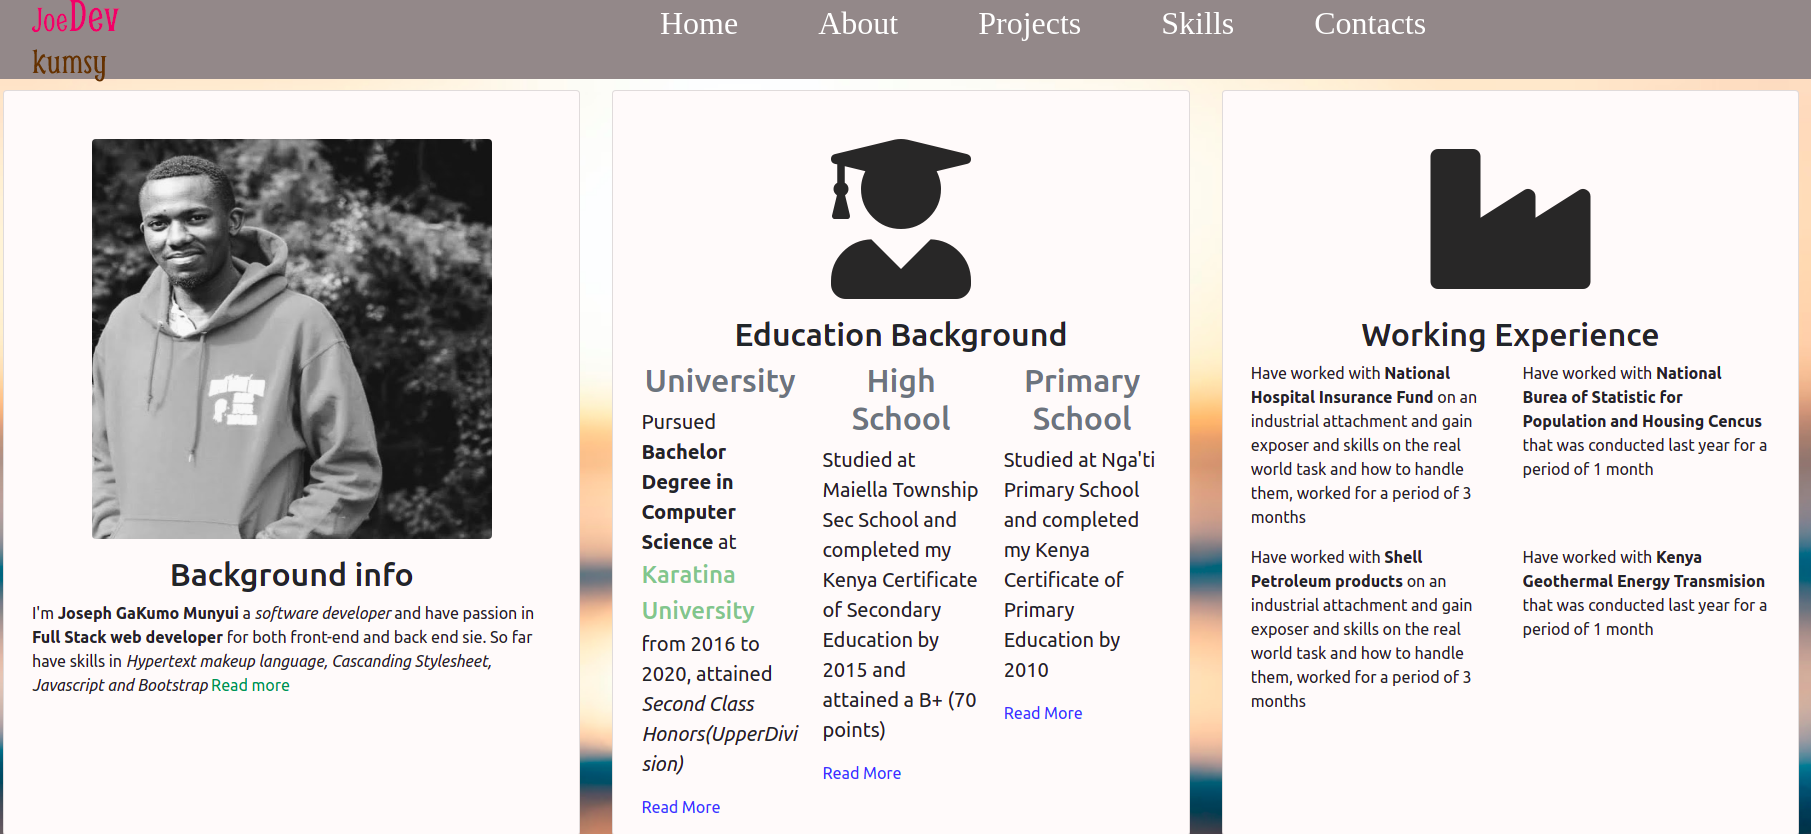 JoeDev
kumsy
Home
About
Projects
Skills
Contacts
Background info
I'm Joseph GaKumo Munyui a software developer and have passion in
Full Stack web developer for both front-end and back end sie. So far
have skills in Hypertext makeup language, Cascanding Stylesheet,
Javascript and Bootstrap Read more
Education Background
University
Pursued
Bachelor
Degree in
Computer
Science at
Karatina
University
from 2016 to
2020, attained
Second Class
Honors(UpperDivi
sion)
Read More
High
School
Studied at
Maiella Township
Sec School and
completed my
Kenya Certificate
of Secondary
Education by
2015 and
attained a B+ (70
points)
Read More
Primary
School
Studied at Nga'ti
Primary School
and completed
my Kenya
Certificate of
Primary
Education by
2010
Read More
Working Experience
Have worked with National
Hospital Insurance Fund on an
industrial attachment and gain
exposer and skills on the real
world task and how to handle
them, worked for a period of 3
months
Have worked with National
Burea of Statistic for
Population and Housing Cencus
that was conducted last year for a
period of 1 month
Have worked with Shell
Petroleum products on an
industrial attachment and gain
exposer and skills on the real
world task and how to handle
them, worked for a period of 3
months
Have worked with Kenya
Geothermal Energy Transmision
that was conducted last year for a
period of 1 month